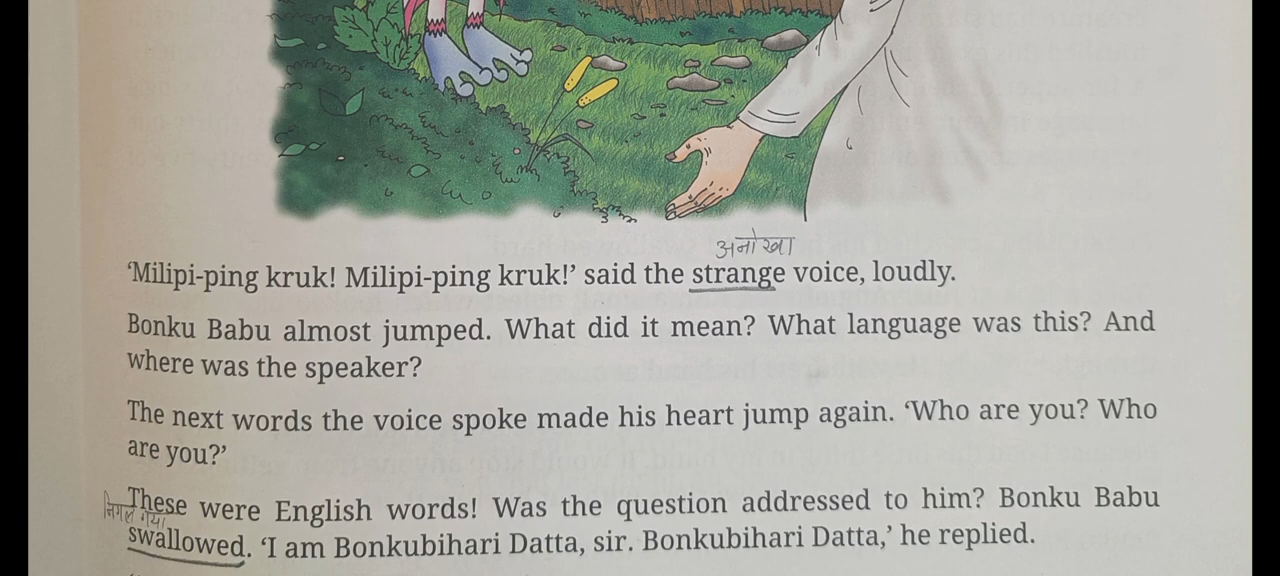 अनोखा
‘Milipi-ping kruk! Milipi-ping kruk!’ said the strange voice, loudly.
Bonku Babu almost jumped. What did it mean? What language was this? And
where was the speaker?
The next words the voice spoke made his heart jump again. ‘Who are you? Who
are you?’
These were English words! Was the question addressed to him? Bonku Babu
निगल गया
swallowed. ‘I am Bonkubihari Datta, sir. Bonkubihari Datta,’ he replied.